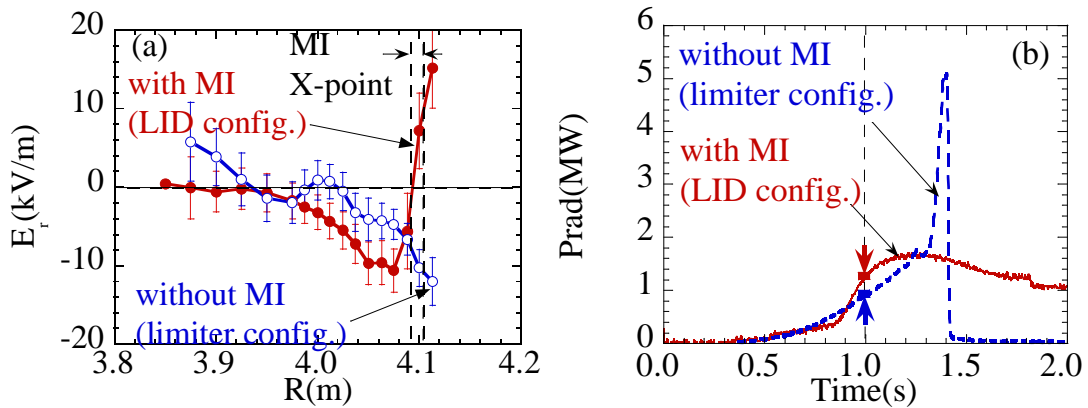 (a)
MI
X-point
with MI
(LID config.)
without MI
(limiter config.)
E_r(kV/m)
20
10
0
-10
-20
3.8
3.9
4.0
4.1
4.2
R(m)
(b)
without MI
(limiter config.)
with MI
(LID config.)
Prad(MW)
6
5
4
3
2
1
0
0.0
0.5
1.0
1.5
2.0
Time(s)